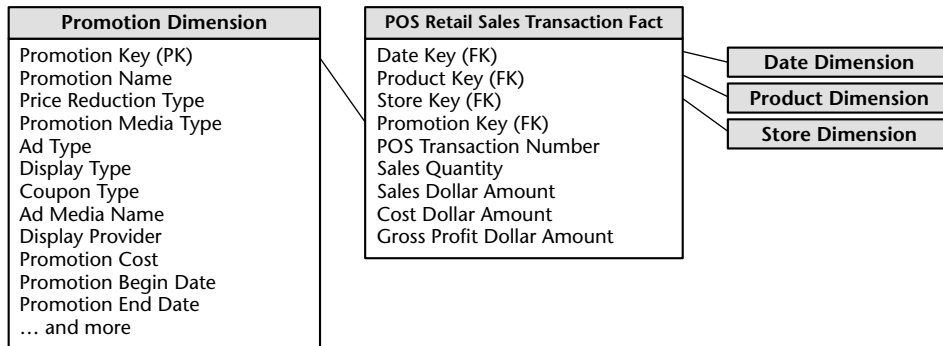 Promotion Dimension
Promotion Key (PK)
Promotion Name
Price Reduction Type
Promotion Media Type
Ad Type
Display Type
Coupon Type
Ad Media Name
Display Provider
Promotion Cost
Promotion Begin Date
Promotion End Date
… and more
POS Retail Sales Transaction Fact
Date Key (FK)
Product Key (FK)
Store Key (FK)
Promotion Key (FK)
POS Transaction Number
Sales Quantity
Sales Dollar Amount
Cost Dollar Amount
Gross Profit Dollar Amount
Date Dimension
Product Dimension
Store Dimension